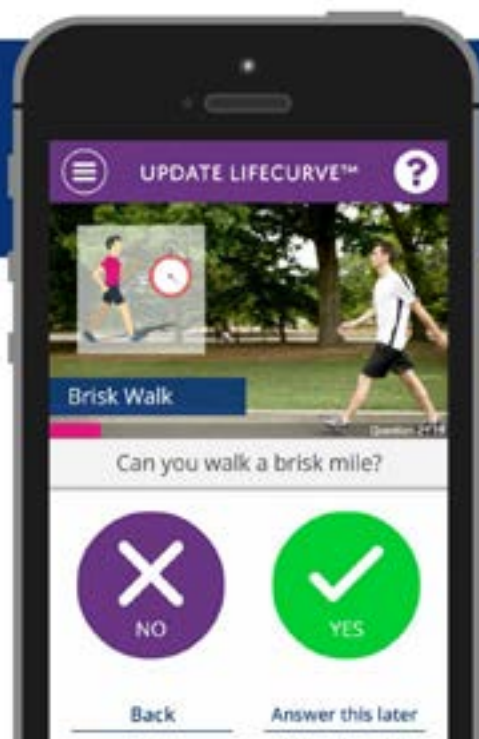 UPDATE LIFECURVE™
?
Brisk Walk
Can you walk a brisk mile?
NO
YES
Back
Answer this later